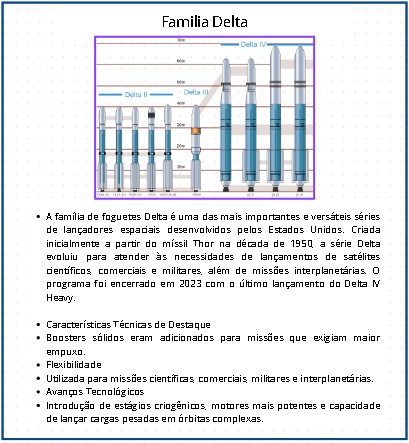 Familia Delta
70m
Delta IV
60m
50m
Delta II
Delta III
40m
30m
20m
10m
• A família de foguetes Delta é uma das mais importantes e versáteis séries
de lançadores espaciais desenvolvidos pelos Estados Unidos. Criada
inicialmente a partir do míssil Thor na década de 1950, a série Delta
evoluiu para atender às necessidades de lançamentos de satélites
científicos, comerciais e militares, além de missões interplanetárias. O
programa foi encerrado em 2023 com o último lançamento do Delta IV
Heavy.
• Características Técnicas de Destaque
• Boosters sólidos eram adicionados para missões que exigiam maior
empuxo.
• Flexibilidade
• Utilizada para missões científicas, comerciais, militares e interplanetárias.
• Avanços Tecnológicos
• Introdução de estágios criogênicos, motores mais potentes e capacidade
de lançar cargas pesadas em órbitas complexas.